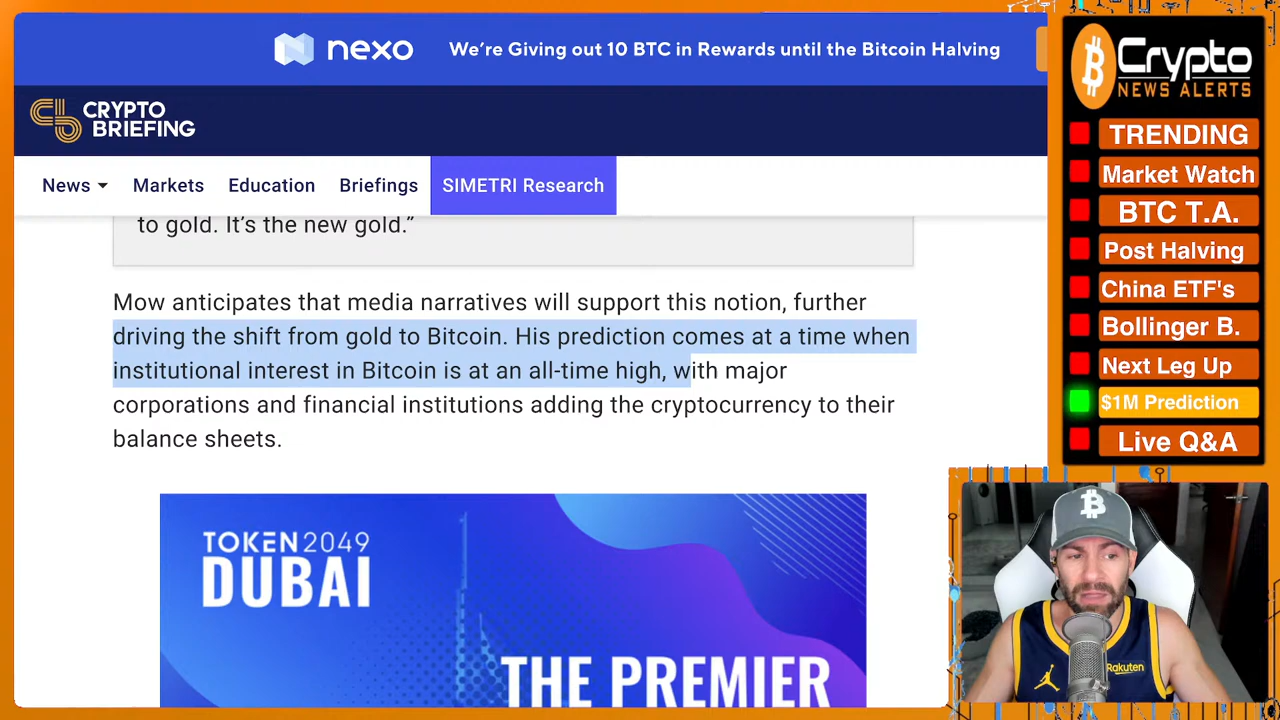 nexo
We're Giving out 10 BTC in Rewards until the Bitcoin Halving
CRYPTO
BRIEFING
News
Markets
Education
Briefings
SIMETRI Research
to gold. It's the new gold.”
Mow anticipates that media narratives will support this notion, further
driving the shift from gold to Bitcoin. His prediction comes at a time when
institutional interest in Bitcoin is at an all-time high, with major
corporations and financial institutions adding the cryptocurrency to their
balance sheets.
TOKEN2049
DUBAI
THE PREMIER
Crypto
NEWS ALERTS
TRENDING
Market Watch
BTC T.A.
Post Halving
China ETF's
Bollinger B.
Next Leg Up
$1M Prediction
Live Q&A
Rakuten